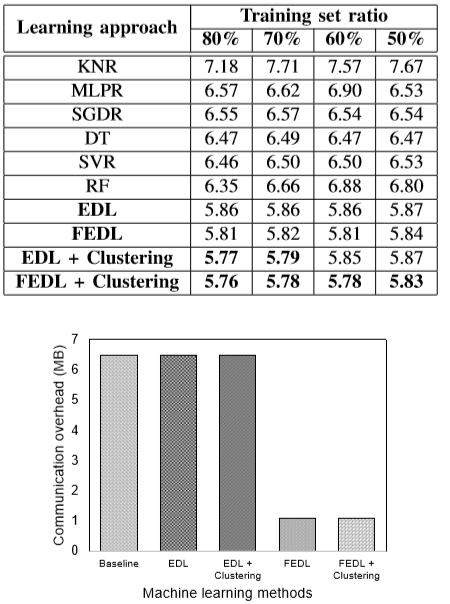 Learning approach Training set ratio
80% 70% 60% 50%
KNR 7.18 7.71 7.57 7.67
MLPR 6.57 6.62 6.90 6.53
SGDR 6.55 6.57 6.54 6.54
DT 6.47 6.49 6.47 6.47
SVR 6.46 6.50 6.50 6.53
RF 6.35 6.66 6.88 6.80
EDL 5.86 5.86 5.86 5.87
FEDL 5.81 5.82 5.81 5.84
EDL + Clustering 5.77 5.79 5.85 5.87
FEDL + Clustering 5.76 5.78 5.78 5.83
Communication overhead (MB)
7
6
5
4
3
2
1
0
Baseline EDL EDL + FEDL FEDL +
Clustering Clustering
Machine learning methods